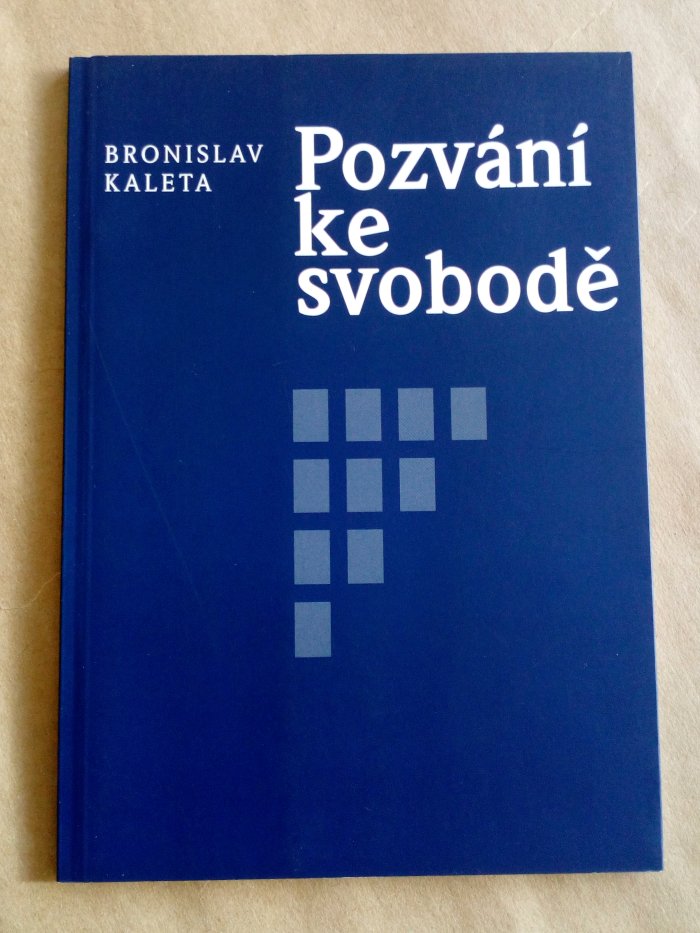 BRONISLAV
KALETA
Pozvání
ke
svobodě